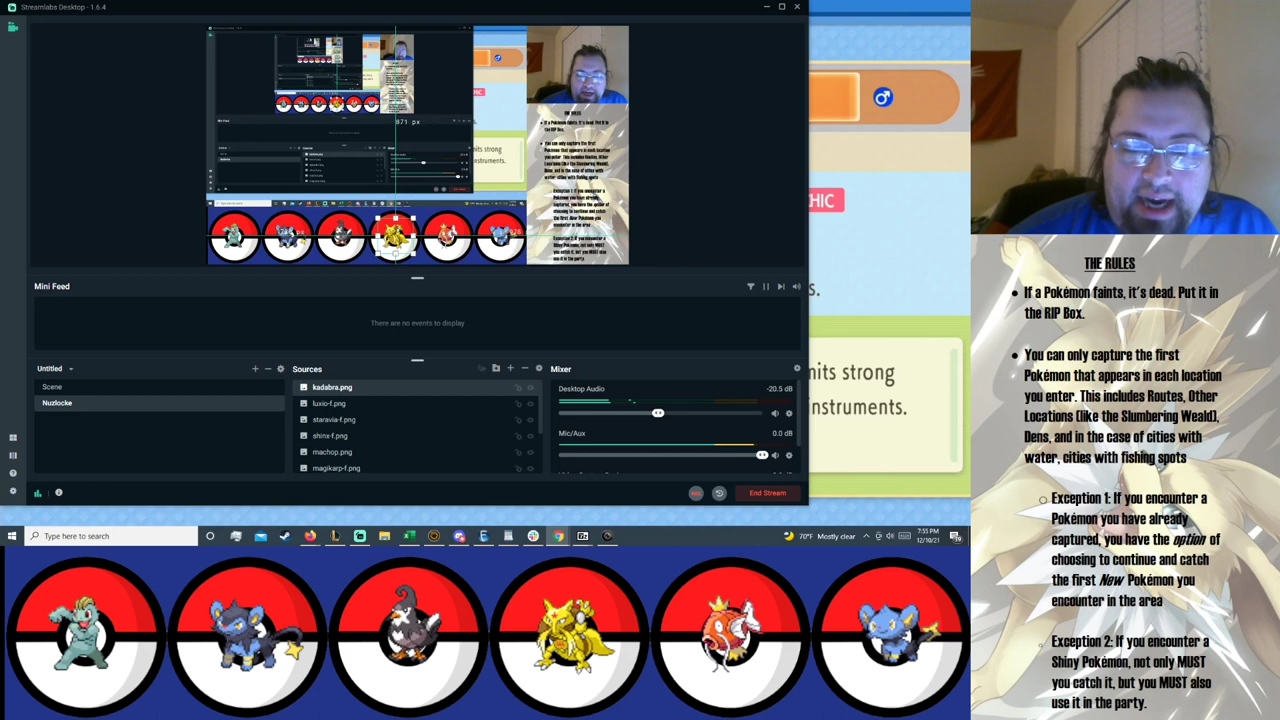 Streamlabs Desktop - 1.6.4
Mini Feed
There are no events to display
Untitled
Scene
Nuzlocke
Sources
kadabra.png
luxio-f.png
staravia-f.png
shinx-f.png
machop.png
magikarp-f.png
Mixer
Desktop Audio
-20.5 dB
Mic/Aux
0.0 dB
REC
End Stream
HIC
s.
nits strong
instruments.
Type here to search
70°F Mostly clear
7:55 PM
12/10/21
THE RULES
• If a Pokémon faints, it's dead. Put it in
the RIP Box.
• You can only capture the first
Pokémon that appears in each location
you enter. This includes Routes, Other
Locations (like the Slumbering Weald),
Dens, and in the case of cities with
water, cities with fishing spots
○ Exception 1: If you encounter a
Pokémon you have already
captured, you have the option of
choosing to continue and catch
the first New Pokémon you
encounter in the area
○ Exception 2: If you encounter a
Shiny Pokémon, not only MUST
you catch it, but you MUST also
use it in the party.